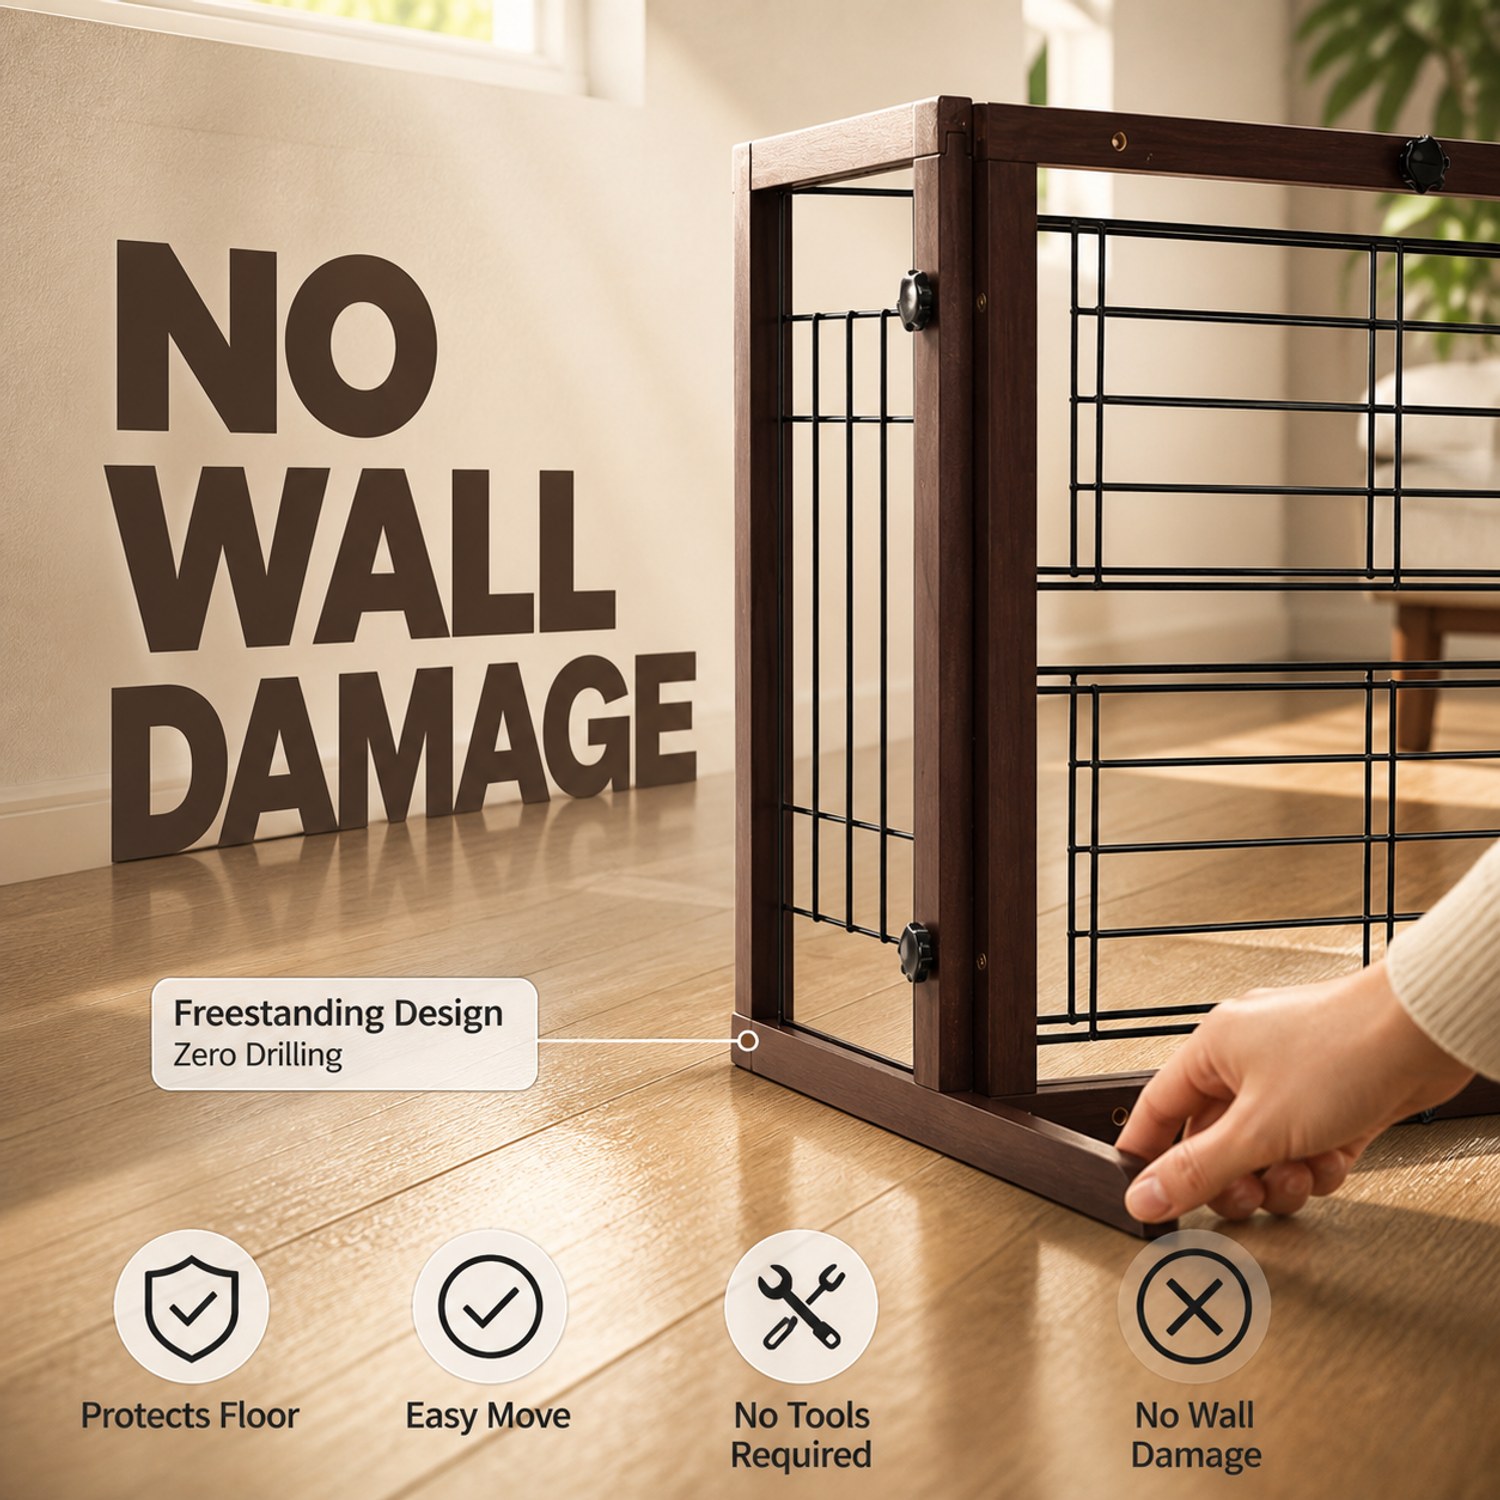 NO
WALL
DAMAGE
Freestanding Design
Zero Drilling
Protects Floor
Easy Move
No Tools
Required
No Wall
Damage